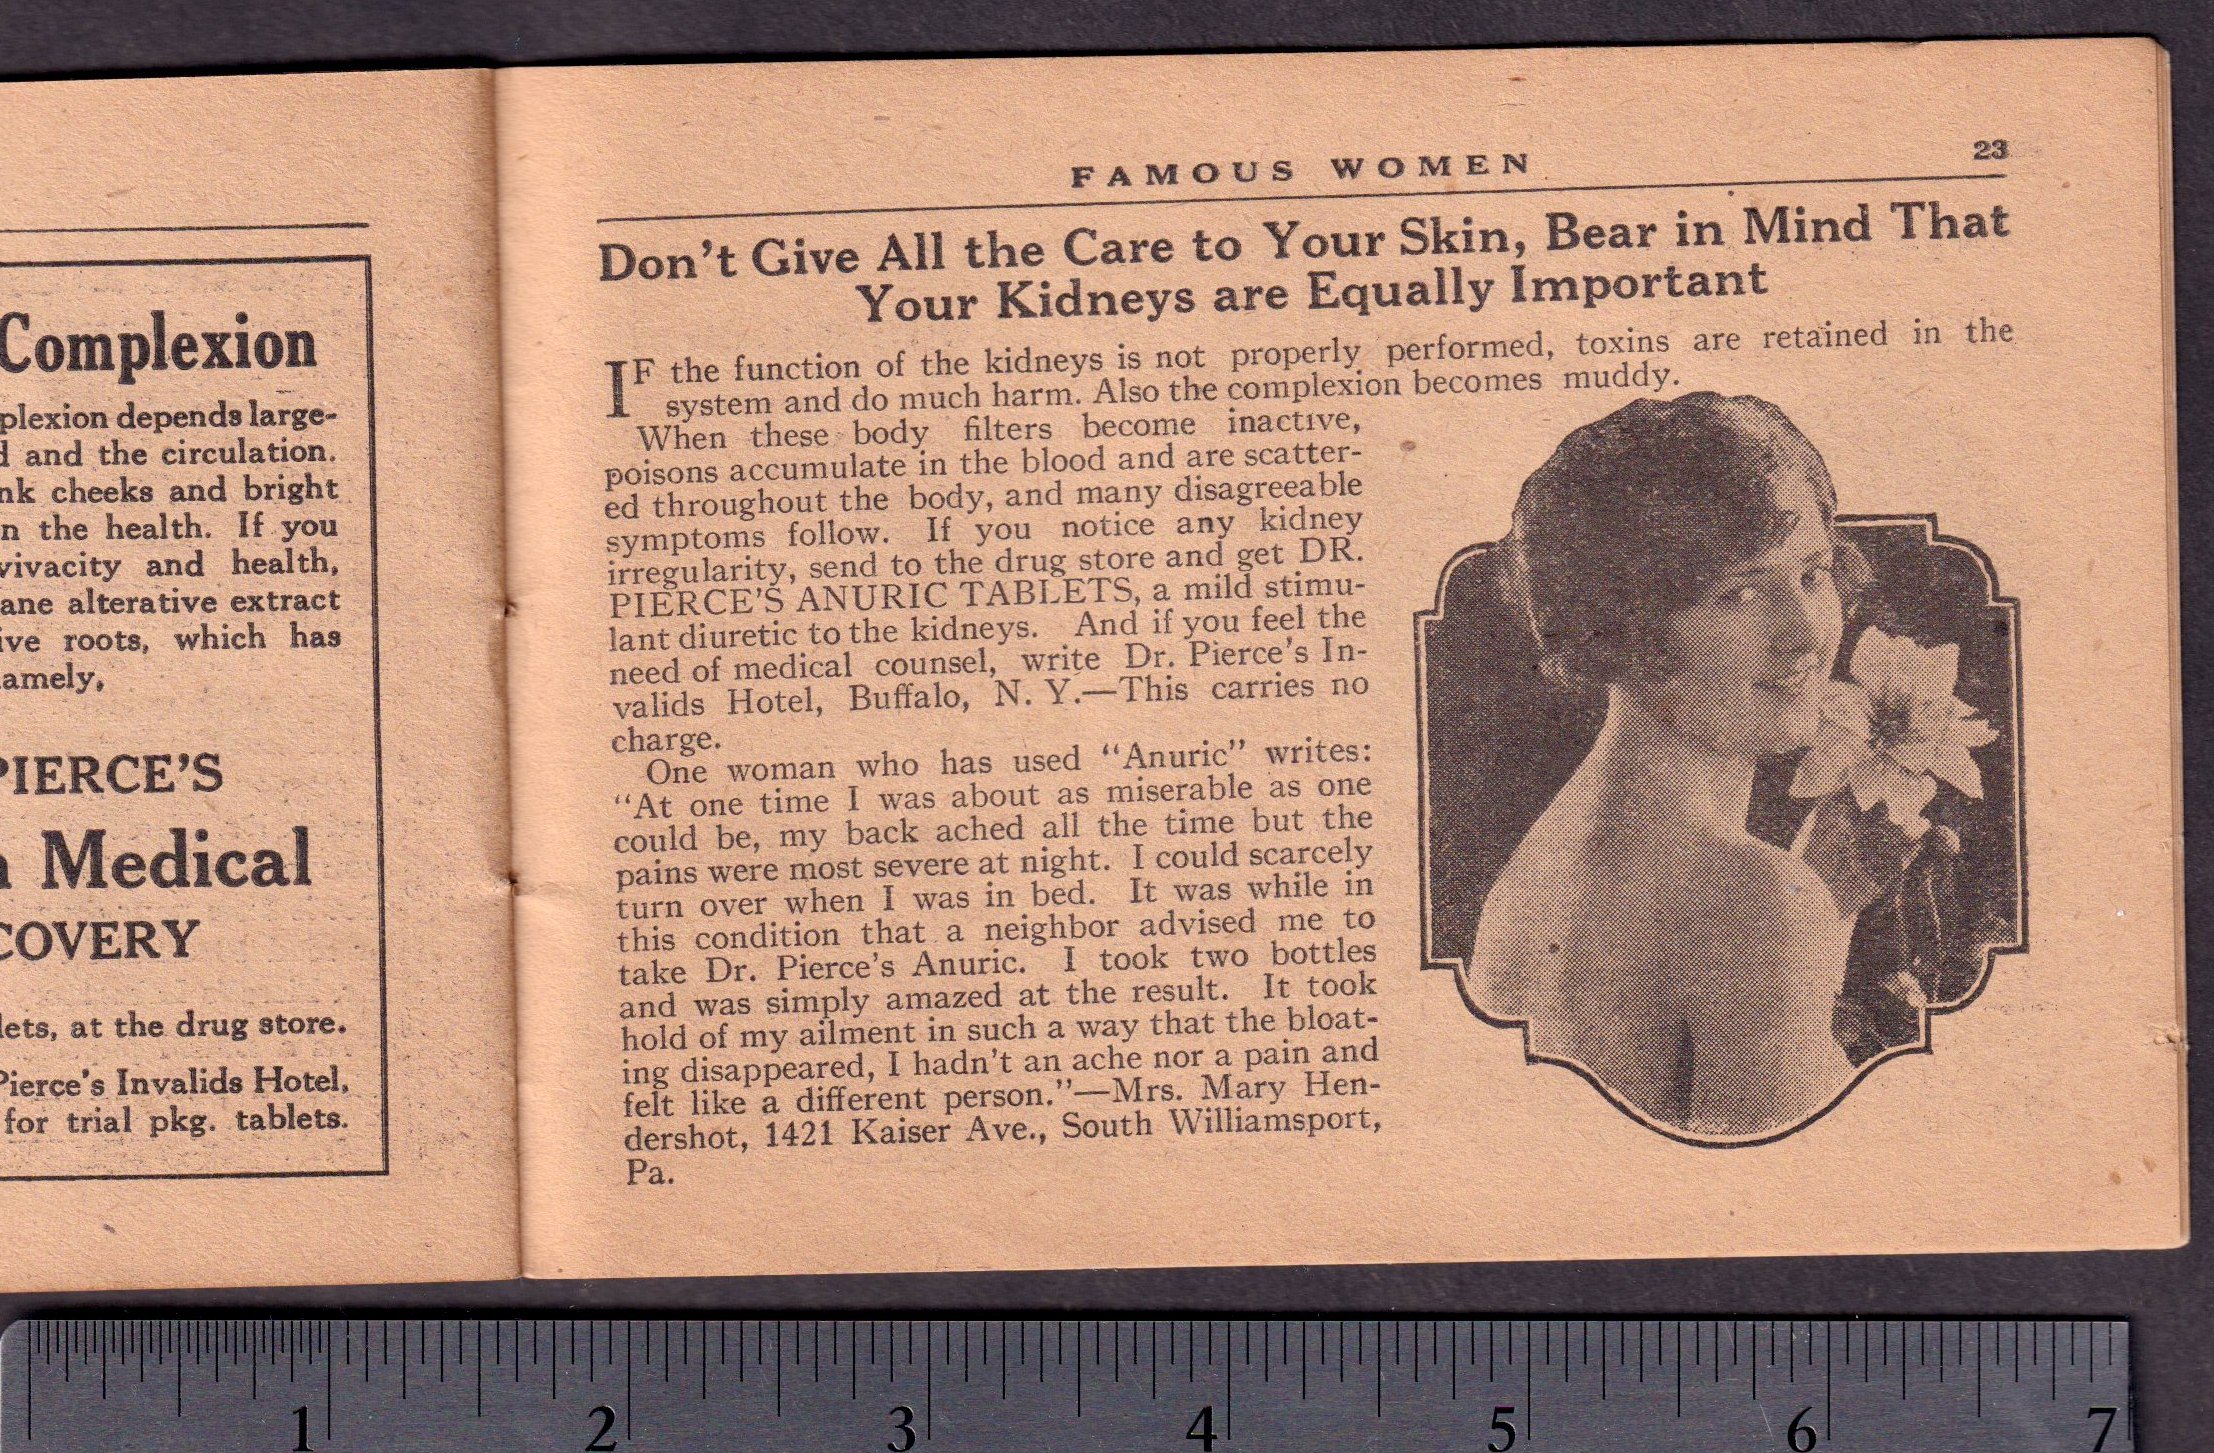 Complexion
plexion depends large-
d and the circulation.
nk cheeks and bright
n the health. If you
vivacity and health,
ane alterative extract
ive roots, which has
amely,
PIERCE'S
Medical
COVERY
lets, at the drug store.
Pierce's Invalids Hotel,
for trial pkg. tablets.
FAMOUS WOMEN 23
Don't Give All the Care to Your Skin, Bear in Mind That
Your Kidneys are Equally Important
IF the function of the kidneys is not properly performed, toxins are retained in the
system and do much harm. Also the complexion becomes muddy.
When these body filters become inactive,
poisons accumulate in the blood and are scatter-
ed throughout the body, and many disagreeable
symptoms follow. If you notice any kidney
irregularity, send to the drug store and get DR.
PIERCE'S ANURIC TABLETS, a mild stimu-
lant diuretic to the kidneys. And if you feel the
need of medical counsel, write Dr. Pierce's In-
valids Hotel, Buffalo, N. Y.—This carries no
charge.
One woman who has used "Anuric" writes:
"At one time I was about as miserable as one
could be, my back ached all the time but the
pains were most severe at night. I could scarcely
turn over when I was in bed. It was while in
this condition that a neighbor advised me to
take Dr. Pierce's Anuric. I took two bottles
and was simply amazed at the result. It took
hold of my ailment in such a way that the bloat-
ing disappeared, I hadn't an ache nor a pain and
felt like a different person."—Mrs. Mary Hen-
dershot, 1421 Kaiser Ave., South Williamsport,
Pa.
1 2 3 4 5 6 7